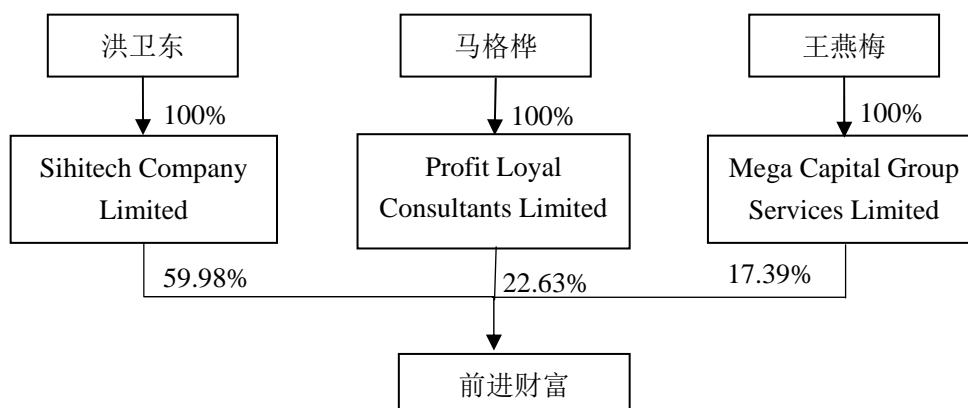 洪卫东
马格桦
王燕梅
100%
100%
100%
Sihitech Company
Limited
Profit Loyal
Consultants Limited
Mega Capital Group
Services Limited
59.98%
22.63%
17.39%
前进财富